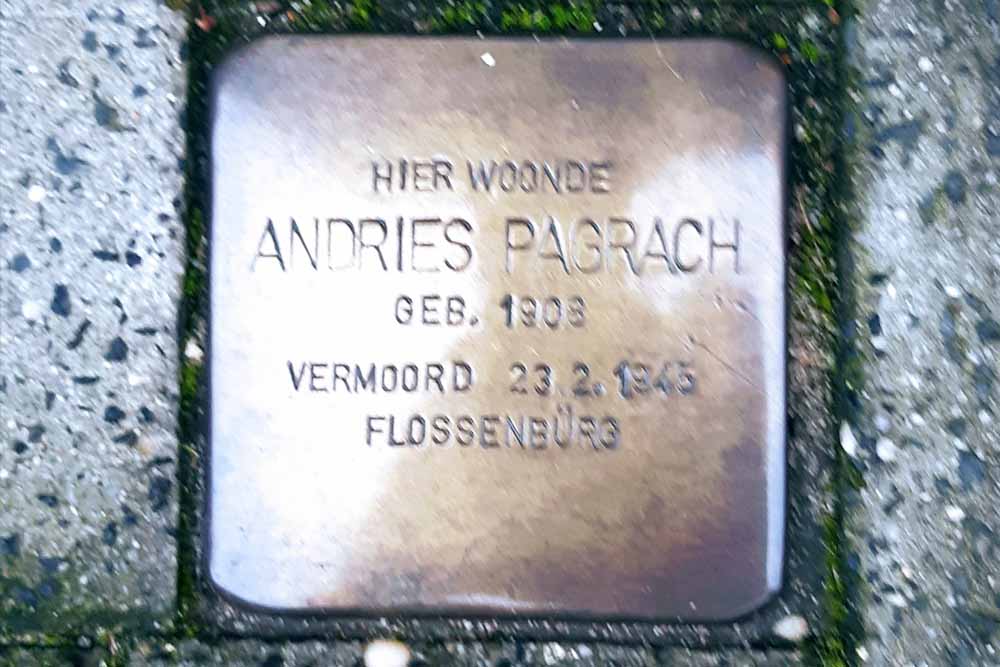 HIER WOONDE
ANDRIES PAGRACH
GEB. 1908
VERMOORD 23.2.1945
FLOSSENBÜRG